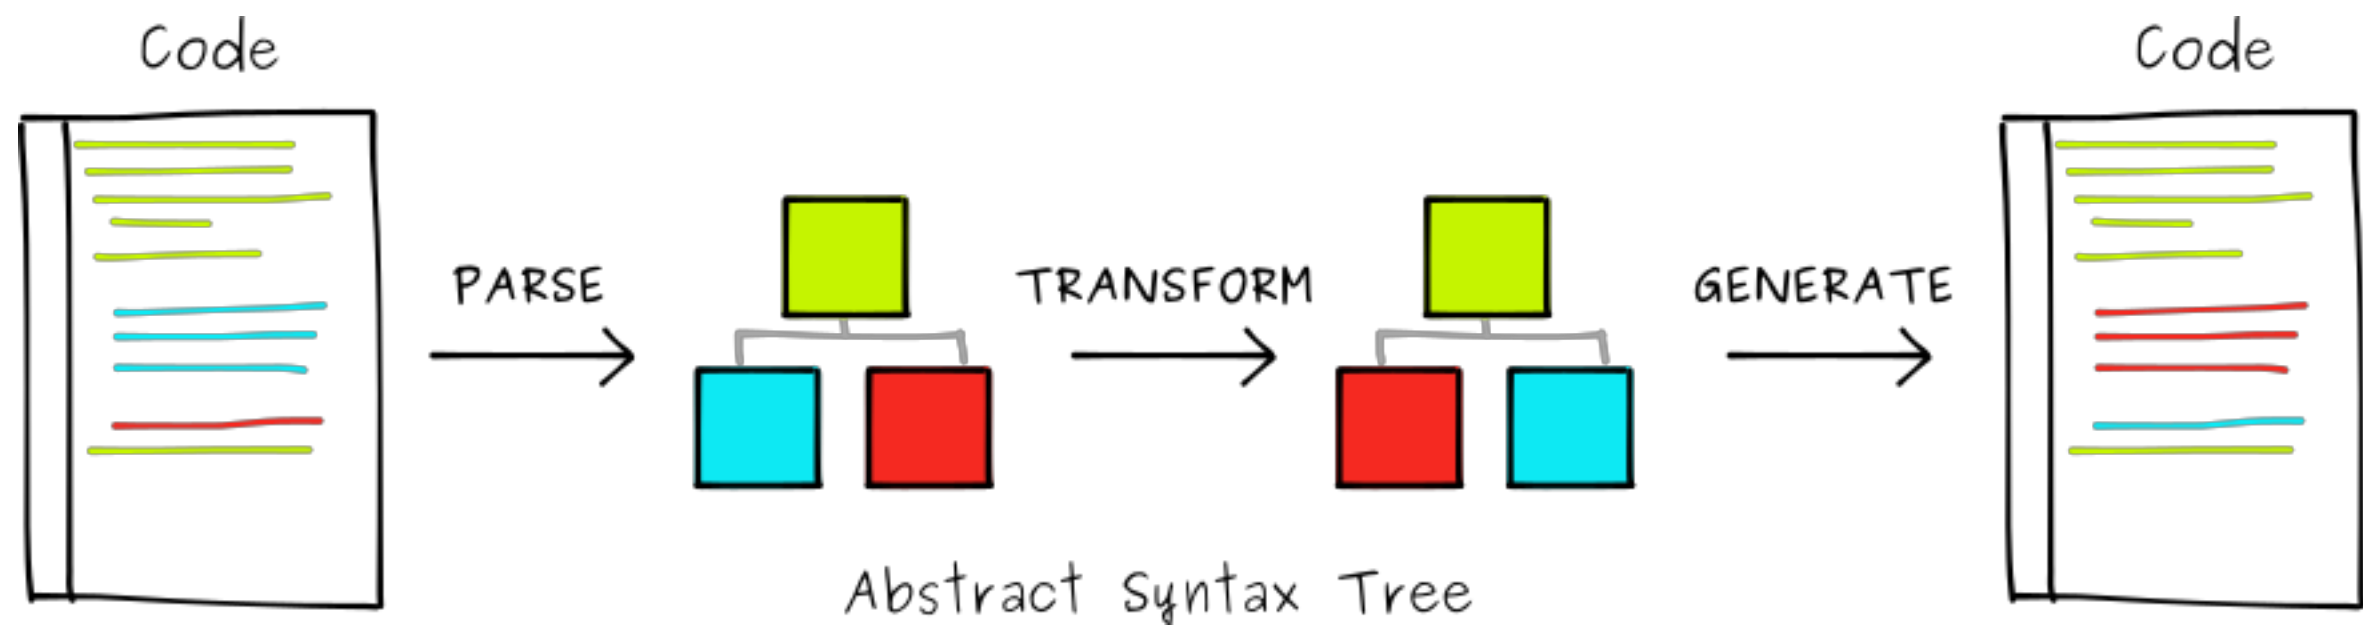 Code
Code
PARSE
TRANSFORM
GENERATE
Abstract Syntax Tree